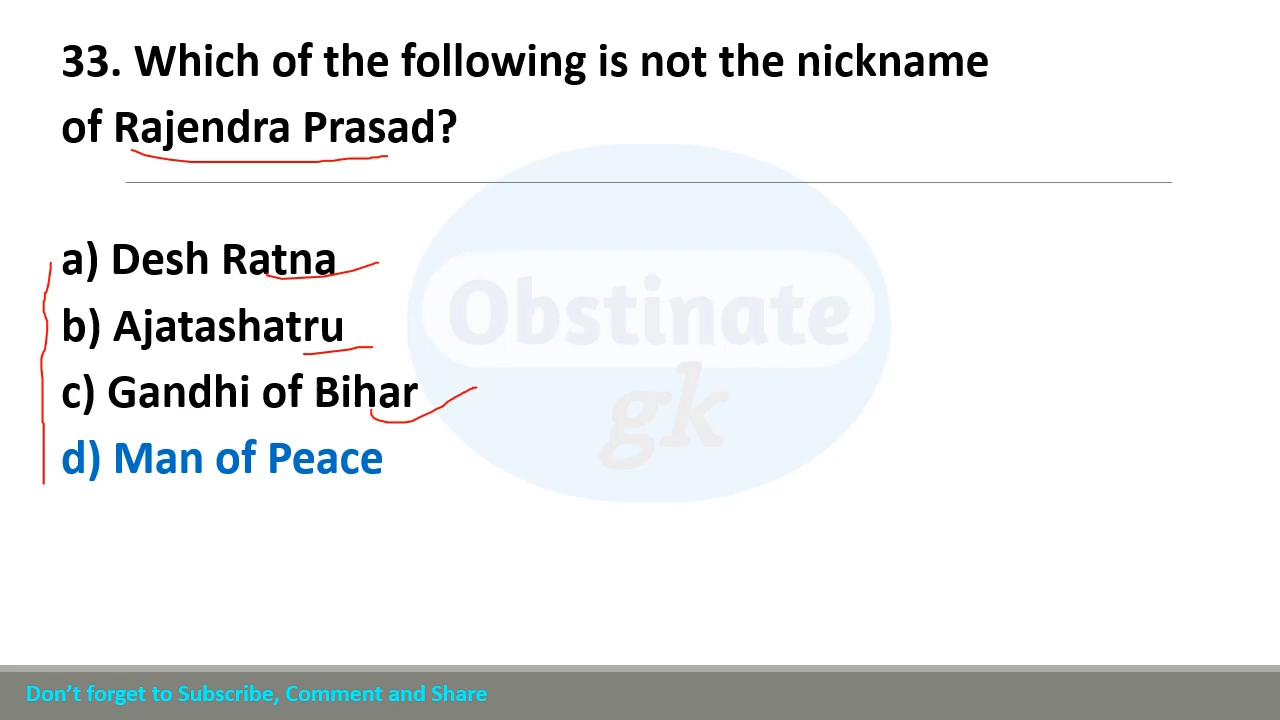 33. Which of the following is not the nickname
of Rajendra Prasad?
a) Desh Ratna
b) Ajatashatru
c) Gandhi of Bihar
d) Man of Peace
Obstinate
gk
Don't forget to Subscribe, Comment and Share